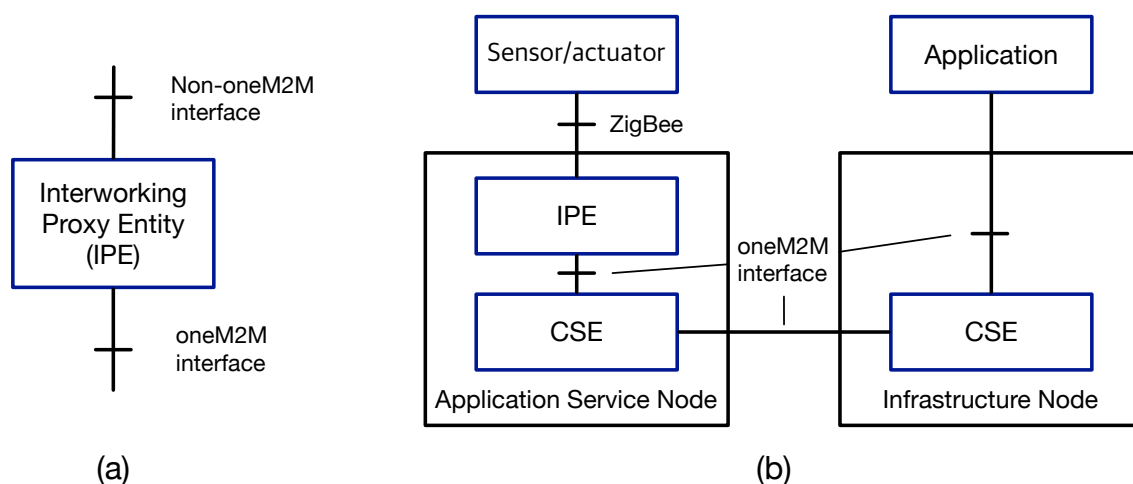 Non-oneM2M
interface
Interworking
Proxy Entity
(IPE)
oneM2M
interface
(a)
Sensor/actuator
ZigBee
IPE
CSE
Application Service Node
oneM2M
interface
Application
CSE
Infrastructure Node
(b)